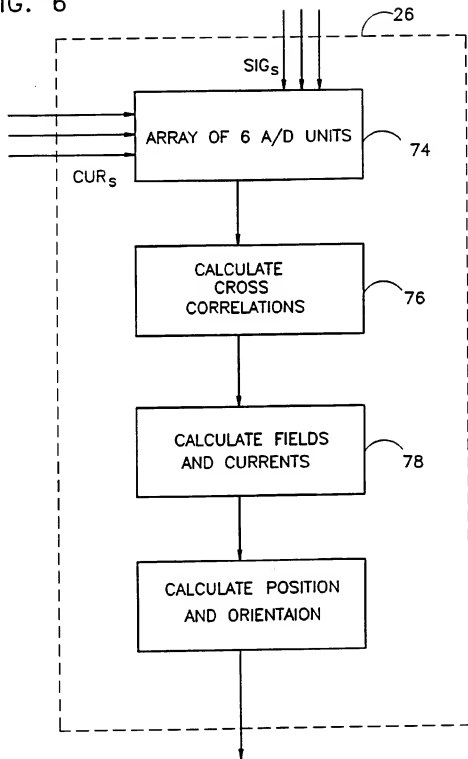 FIG. 6
26
SIGs
ARRAY OF 6 A/D UNITS
74
CURs
CALCULATE
CROSS
CORRELATIONS
76
CALCULATE FIELDS
AND CURRENTS
78
CALCULATE POSITION
AND ORIENTAION